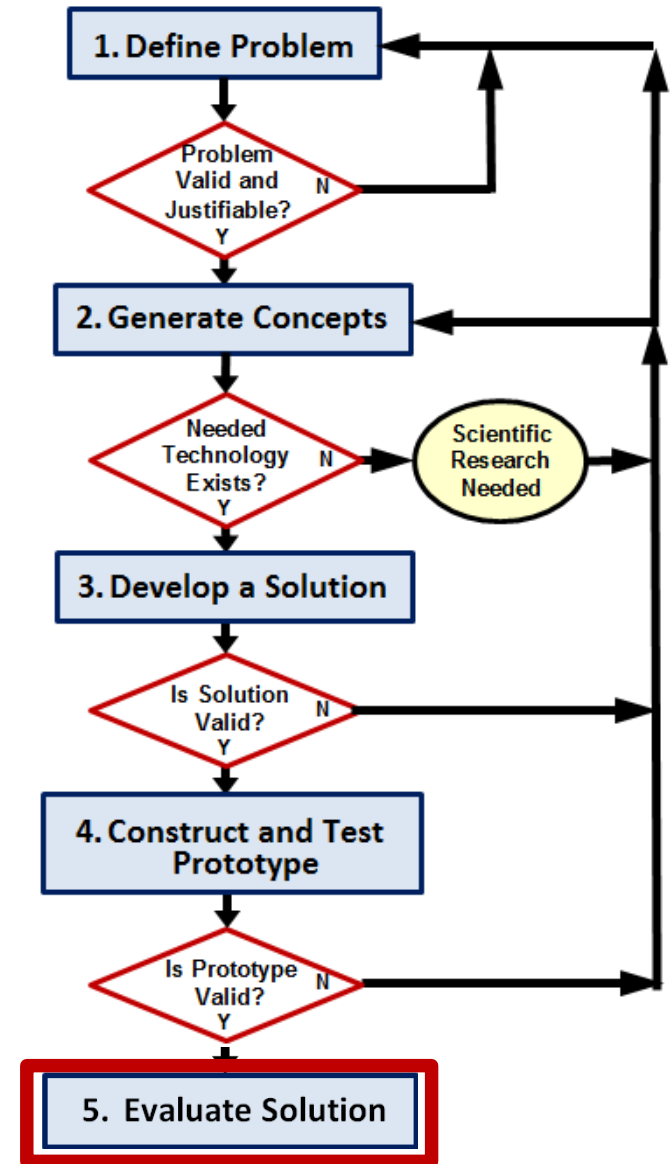 1. Define Problem
Problem
Valid and
Justifiable?
N
Y
2. Generate Concepts
Needed
Technology
Exists?
N
Y
Scientific
Research
Needed
3. Develop a Solution
Is Solution
Valid?
N
Y
4. Construct and Test
Prototype
Is Prototype
Valid?
N
Y
5. Evaluate Solution